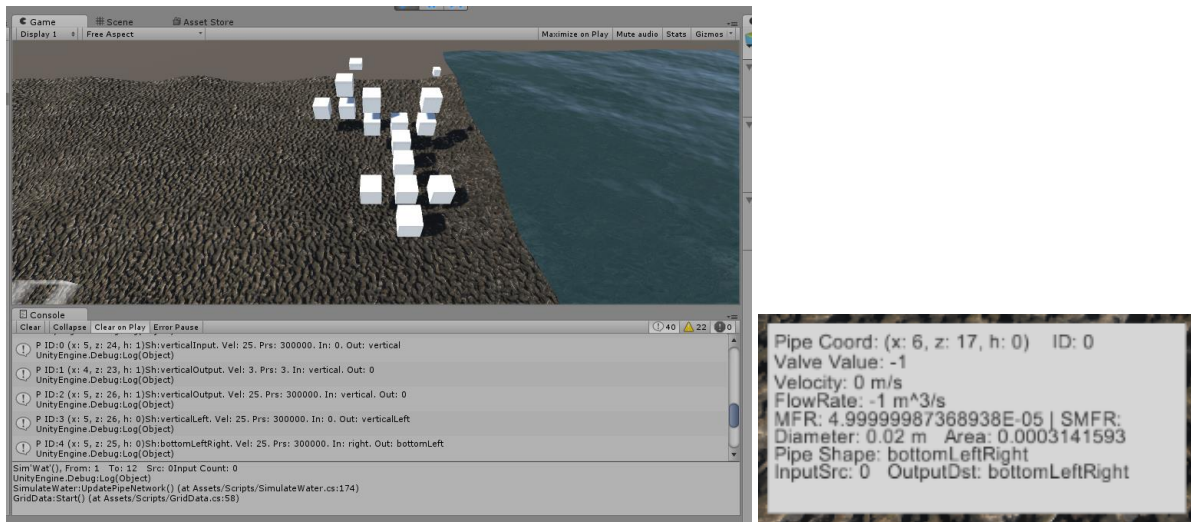 Game Scene Asset Store
Display 1 Free Aspect Maximize on Play Mute audio Stats Gizmos
Console
Clear Collapse Clear on Play Error Pause 40 22 0
P ID:0 (x: 5, z: 24, h: 1)Sh:verticalInput. Vel: 25. Prs: 300000. In: 0. Out: vertical
UnityEngine.Debug:Log(Object)
P ID:1 (x: 4, z: 23, h: 1)Sh:verticalOutput. Vel: 3. Prs: 3. In: vertical. Out: 0
UnityEngine.Debug:Log(Object)
P ID:2 (x: 5, z: 26, h: 1)Sh:verticalOutput. Vel: 25. Prs: 300000. In: vertical. Out: 0
UnityEngine.Debug:Log(Object)
P ID:3 (x: 5, z: 26, h: 0)Sh:verticalLeft. Vel: 25. Prs: 300000. In: 0. Out: verticalLeft
UnityEngine.Debug:Log(Object)
P ID:4 (x: 5, z: 25, h: 0)Sh:bottomLeftRight. Vel: 25. Prs: 300000. In: right. Out: bottomLeft
UnityEngine.Debug:Log(Object)
Sim'Wat'(), From: 1 To: 12 Src: 0Input Count: 0
UnityEngine.Debug:Log(Object)
SimulateWater:UpdatePipeNetwork() (at Assets/Scripts/SimulateWater.cs:174)
GridData:Start() (at Assets/Scripts/GridData.cs:58)
Pipe Coord: (x: 6, z: 17, h: 0) ID: 0
Valve Value: -1
Velocity: 0 m/s
FlowRate: -1 m^3/s
MFR: 4.99999987368938E-05 | SMFR:
Diameter: 0.02 m Area: 0.0003141593
Pipe Shape: bottomLeftRight
InputSrc: 0 OutputDst: bottomLeftRight